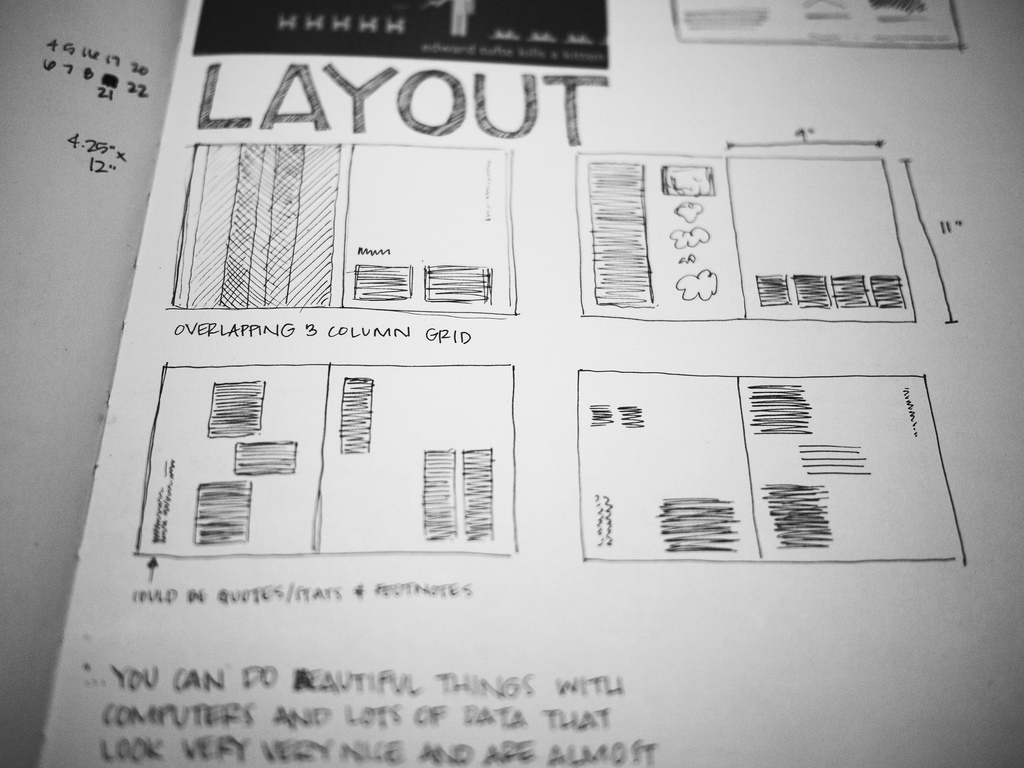 edward tufte kills a kitten
4 5 16 17 20
6 7 8 21 22
4.25" x
12"
LAYOUT
9"
11"
OVERLAPPING 3 COLUMN GRID
COULD BE QUOTES/STATS & FOOTNOTES
"... YOU CAN DO BEAUTIFUL THINGS WITH
COMPUTERS AND LOTS OF DATA THAT
LOOK VERY VERY NICE AND ARE ALMOST